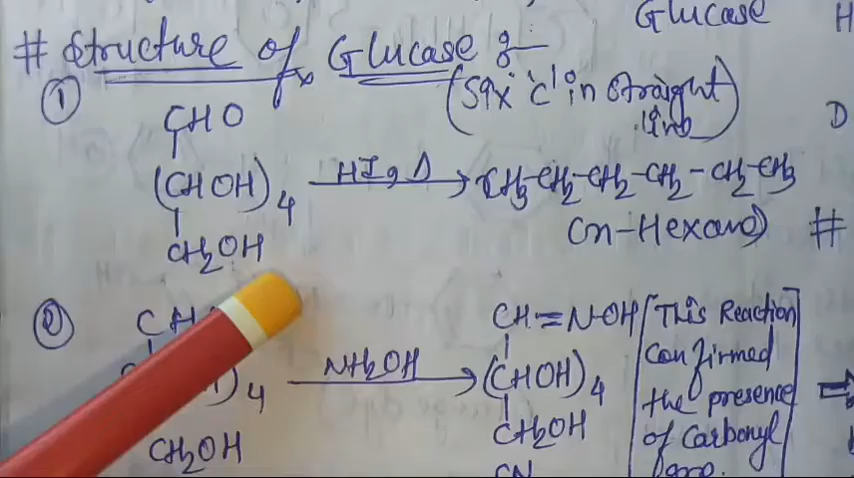 Glucase H
# Structure of Glucase :-
① (Six 'C' in straight
line)
CHO D
(CHOH)4 HI, Δ → CH3-CH2-CH2-CH2-CH2-CH3
CH2OH (n-Hexane) #
② CH=N-OH [This Reaction]
confirmed
)4 NH2OH → (CHOH)4 the presence
of Carbonyl
CH2OH CH2OH
CN